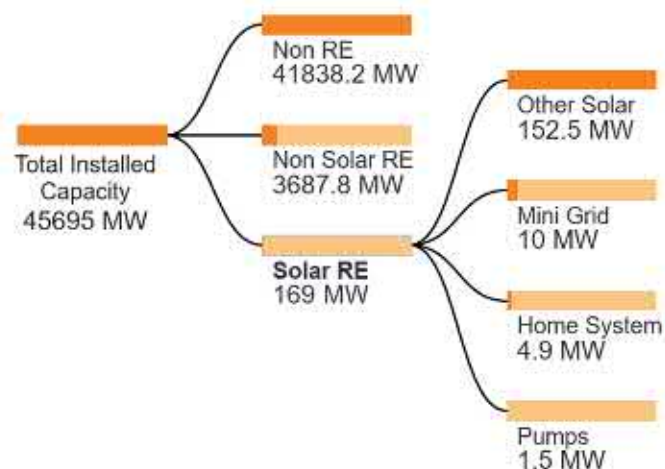 Total Installed
Capacity
45695 MW
Non RE
41838.2 MW
Non Solar RE
3687.8 MW
Solar RE
169 MW
Other Solar
152.5 MW
Mini Grid
10 MW
Home System
4.9 MW
Pumps
1.5 MW